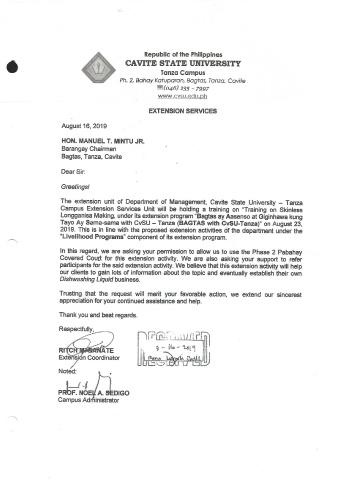 Republic of the Philippines
CAVITE STATE UNIVERSITY
Tanza Campus
Ph. 2, Bahay Katuparan, Bagtas, Tanza, Cavite
(046) 235 - 7997
www.cvsu.edu.ph
EXTENSION SERVICES
August 16, 2019
HON. MANUEL T. MINTU JR.
Barangay Chairman
Bagtas, Tanza, Cavite
Dear Sir:
Greetings!
The extension unit of Department of Management, Cavite State University – Tanza
Campus Extension Services Unit will be holding a training on "Training on Skinless
Longganisa Making, under its extension program "Bagtas ay Aasenso at Giginhawa kung
Tayo Ay Sama-sama with CvSU – Tanza (BAGTAS with CvSU-Tanza)" on August 23,
2019. This is in line with the proposed extension activities of the department under the
"Livelihood Programs" component of its extension program.
In this regard, we are asking your permission to allow us to use the Phase 2 Pabahay
Covered Court for this extension activity. We are also asking your support to refer
participants for the said extension activity. We believe that this extension activity will help
our clients to gain lots of information about the topic and eventually establish their own
Dishwashing Liquid business.
Trusting that the request will merit your favorable action, we extend our sincerest
appreciation for your continued assistance and help.
Thank you and best regards.
Respectfully,
RECEIVED
8-16-2019
Extension Coordinator
Noted:
PROF. NOEL A. SEDIGO
Campus Administrator